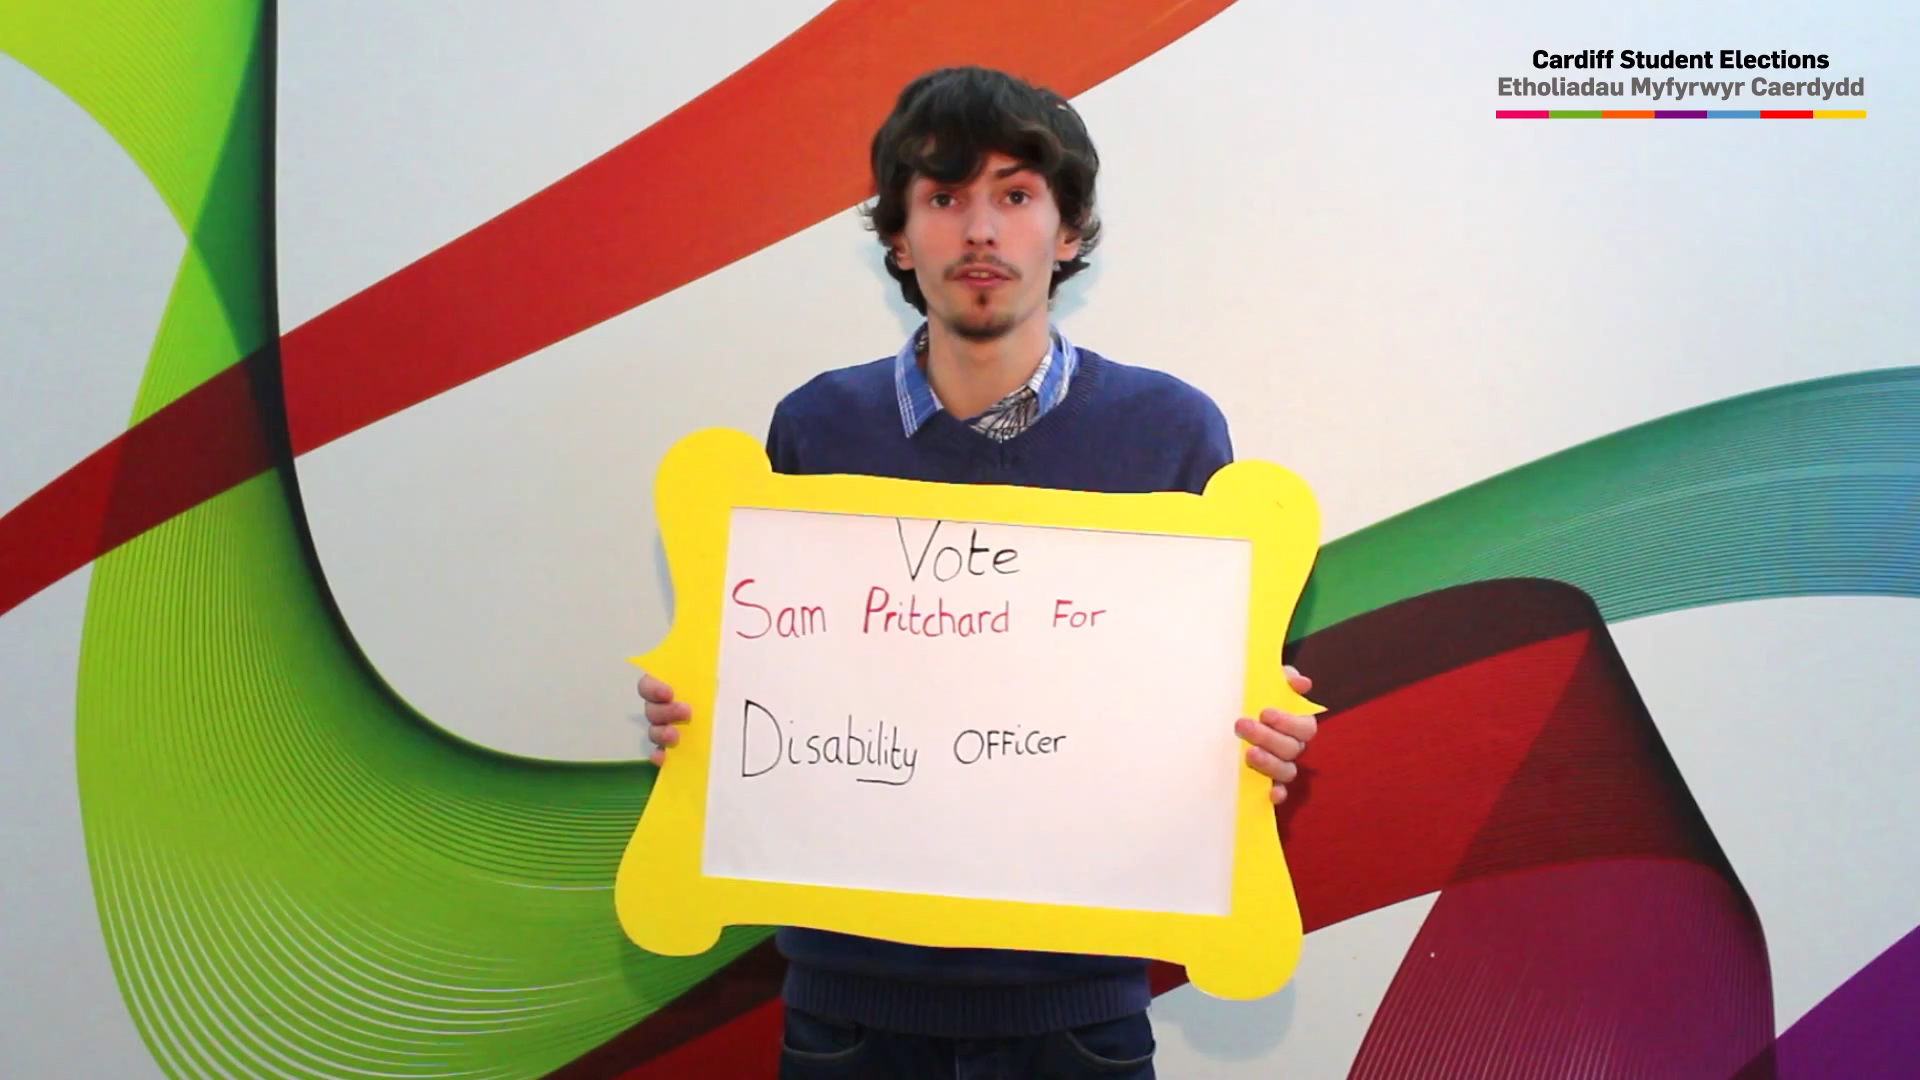 Cardiff Student Elections
Etholiadau Myfyrwyr Caerdydd
Vote
Sam Pritchard For
Disability Officer